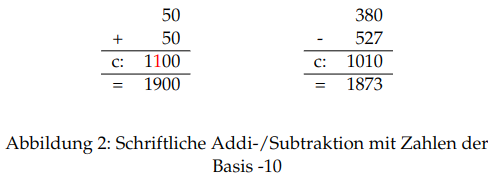 50 380
+ 50 - 527
c: 1100 c: 1010
= 1900 = 1873
Abbildung 2: Schriftliche Addi-/Subtraktion mit Zahlen der
Basis -10